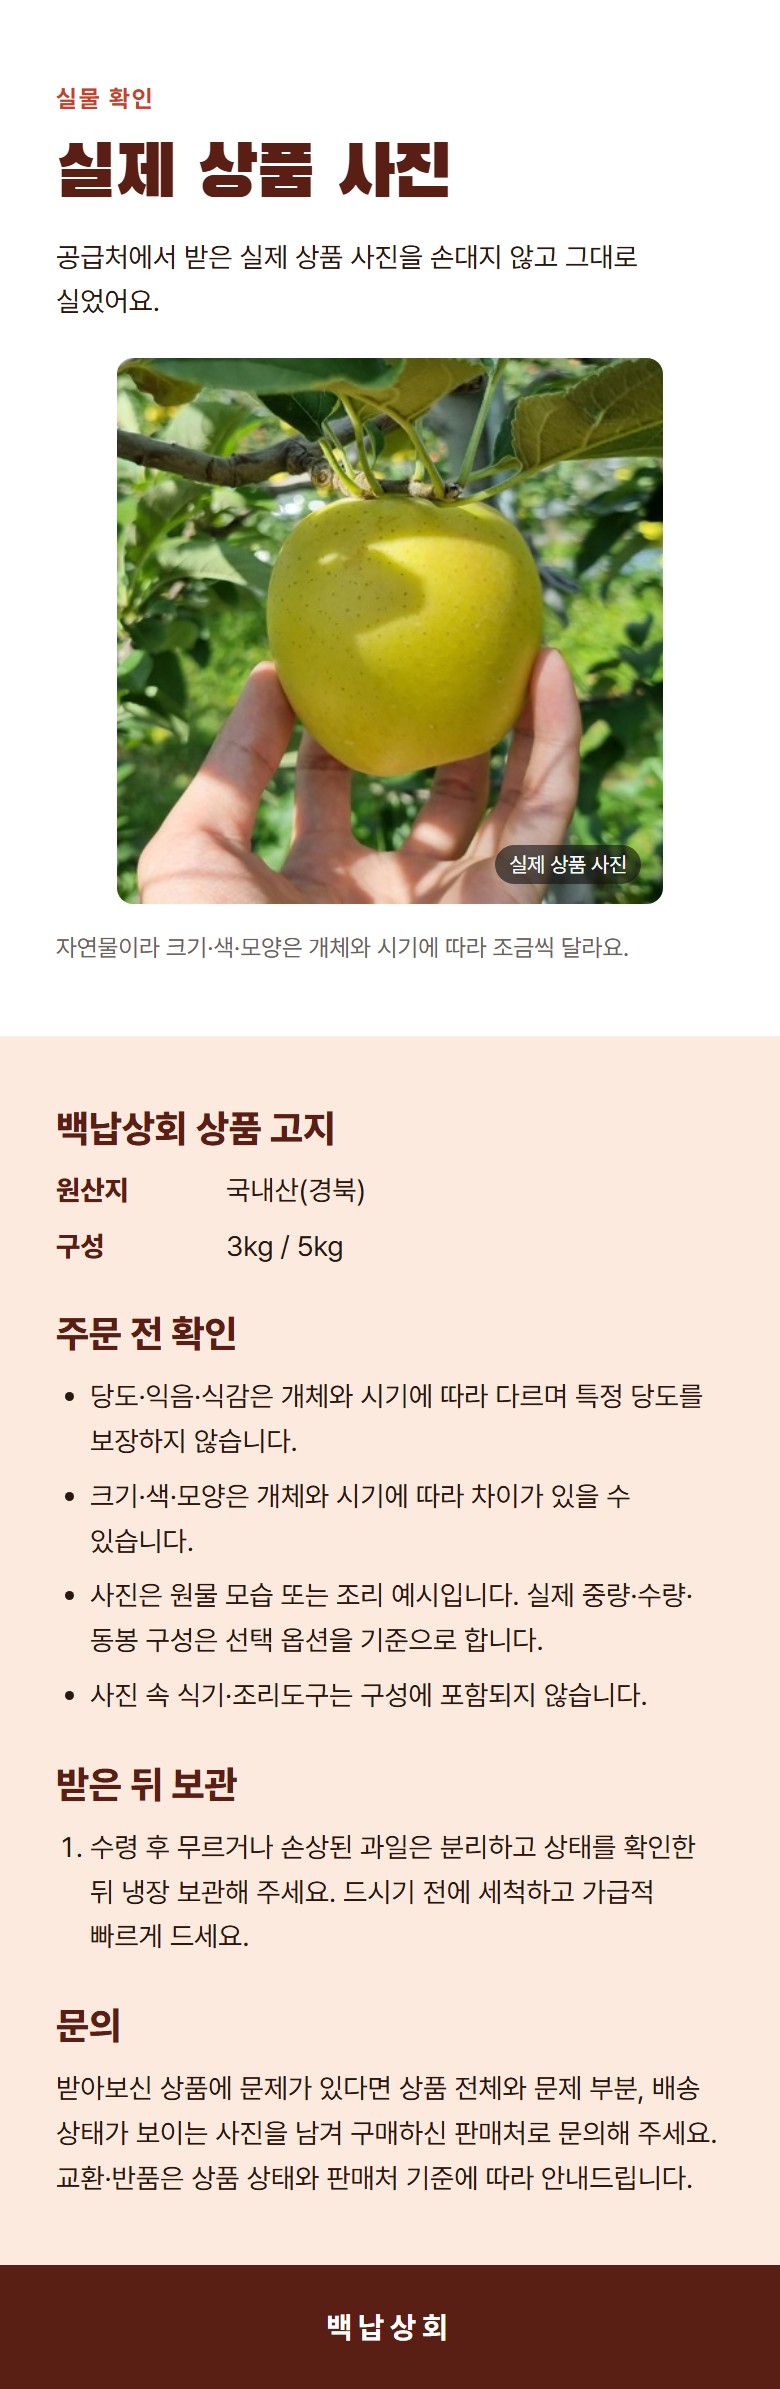 실물 확인
실제 상품 사진
공급처에서 받은 실제 상품 사진을 손대지 않고 그대로
실었어요.
실제 상품 사진
자연물이라 크기·색·모양은 개체와 시기에 따라 조금씩 달라요.
백납상회 상품 고지
원산지 국내산(경북)
구성 3kg / 5kg
주문 전 확인
• 당도·익음·식감은 개체와 시기에 따라 다르며 특정 당도를
보장하지 않습니다.
• 크기·색·모양은 개체와 시기에 따라 차이가 있을 수
있습니다.
• 사진은 원물 모습 또는 조리 예시입니다. 실제 중량·수량·
동봉 구성은 선택 옵션을 기준으로 합니다.
• 사진 속 식기·조리도구는 구성에 포함되지 않습니다.
받은 뒤 보관
1. 수령 후 무르거나 손상된 과일은 분리하고 상태를 확인한
뒤 냉장 보관해 주세요. 드시기 전에 세척하고 가급적
빠르게 드세요.
문의
받아보신 상품에 문제가 있다면 상품 전체와 문제 부분, 배송
상태가 보이는 사진을 남겨 구매하신 판매처로 문의해 주세요.
교환·반품은 상품 상태와 판매처 기준에 따라 안내드립니다.
백납상회